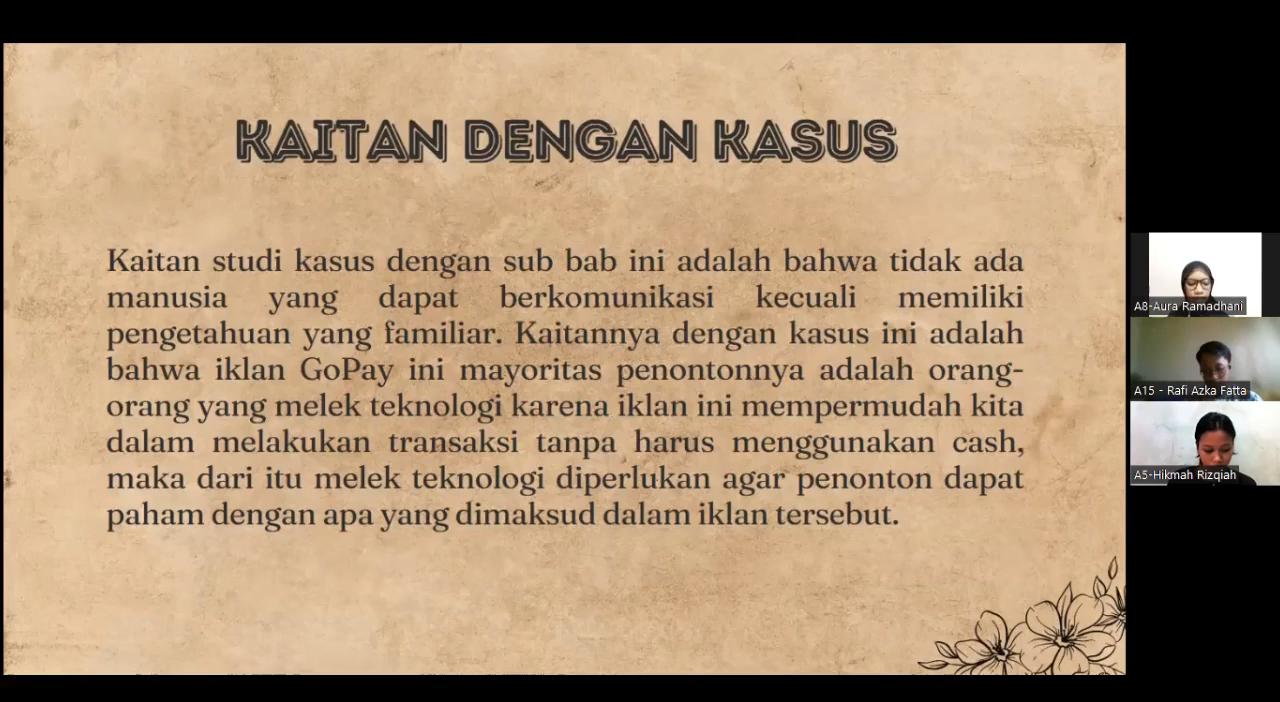 KAITAN DENGAN KASUS
Kaitan studi kasus dengan sub bab ini adalah bahwa tidak ada
manusia yang dapat berkomunikasi kecuali memiliki
pengetahuan yang familiar. Kaitannya dengan kasus ini adalah
bahwa iklan GoPay ini mayoritas penontonnya adalah orang-
orang yang melek teknologi karena iklan ini mempermudah kita
dalam melakukan transaksi tanpa harus menggunakan cash,
maka dari itu melek teknologi diperlukan agar penonton dapat
paham dengan apa yang dimaksud dalam iklan tersebut.
A8-Aura Ramadhani
A15 - Rafi Azka Fatta
A5-Hikmah Rizqiah